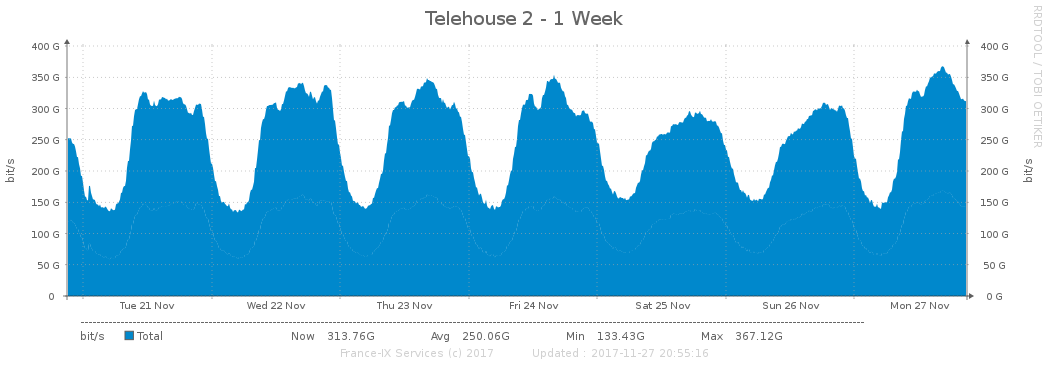 Telehouse 2 - 1 Week
RRDTOOL / TOBI OETIKER
400 G 400 G
350 G 350 G
300 G 300 G
250 G 250 G
200 G 200 G
150 G 150 G
100 G 100 G
50 G 50 G
0 0 G
bit/s
bit/s
Tue 21 Nov Wed 22 Nov Thu 23 Nov Fri 24 Nov Sat 25 Nov Sun 26 Nov Mon 27 Nov
bit/s Total Now 313.76G Avg 250.06G Min 133.43G Max 367.12G
France-IX Services (c) 2017 Updated : 2017-11-27 20:55:16